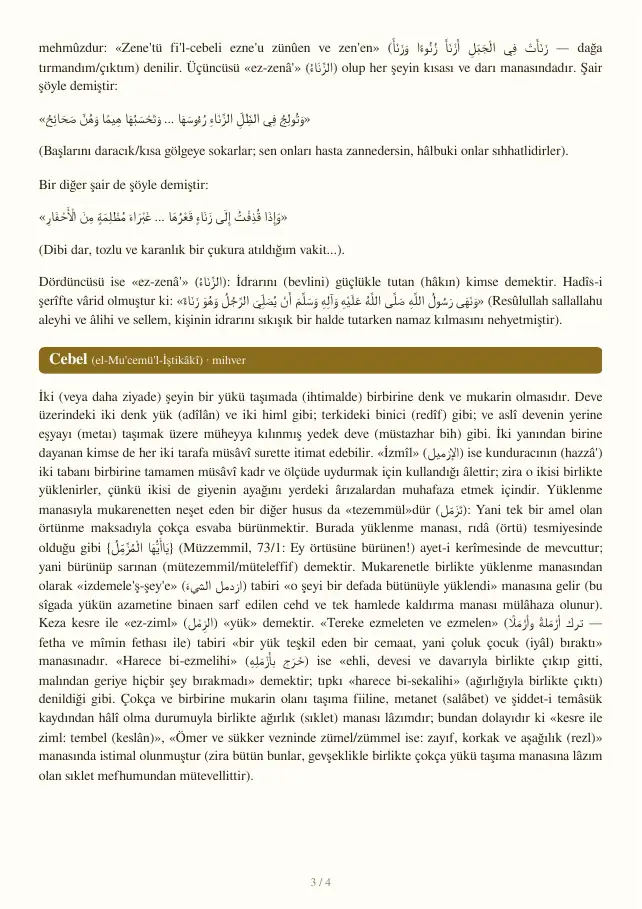 mehmûzdur: «Zene'tü fi'l-cebeli ezne'u zünûen ve zen'en» (زَنَأْتُ فِي الْجَبَلِ أَزْنَأُ زُنُوءًا وَزَنْأً — dağa
tırmandım/çıktım) denilir. Üçüncüsü «ez-zenâ'» (الزَّنَاءُ) olup her şeyin kısası ve darı manasındadır. Şair
şöyle demiştir:
«وَتُولِجُ فِي الظِّلِّ الزَّنَاءِ رُءُوسَهَا ... وَتَحْسَبُهَا هِيمًا وَهُنَّ صَحَائِحُ»
(Başlarını daracık/kısa gölgeye sokarlar; sen onları hasta zannedersin, hâlbuki onlar sıhhatlidirler).
Bir diğer şair de şöyle demiştir:
«وَإِذَا قُذِفْتُ إِلَى زَنَاءٍ قَعْرُهَا ... غَبْرَاءَ مُظْلِمَةٍ مِنَ الْأَحْفَارِ»
(Dibi dar, tozlu ve karanlık bir çukura atıldığım vakit...).
Dördüncüsü ise «ez-zenâ'» (الزَّنَاءُ): İdrarını (bevlini) güçlükle tutan (hâkın) kimse demektir. Hadîs-i
şerîfte vârid olmuştur ki: «وَنَهَى رَسُولُ اللَّهِ صَلَّى اللَّهُ عَلَيْهِ وَآلِهِ وَسَلَّمَ أَنْ يُصَلِّيَ الرَّجُلُ وَهُوَ زَنَاءٌ» (Resûlullah sallallahu
aleyhi ve âlihi ve sellem, kişinin idrarını sıkışık bir halde tutarken namaz kılmasını nehyetmiştir).
Cebel (el-Mu'cemü'l-İştikâkî) · mihver
İki (veya daha ziyade) şeyin bir yükü taşımada (ihtimalde) birbirine denk ve mukarin olmasıdır. Deve
üzerindeki iki denk yük (adîlân) ve iki himl gibi; terkideki binici (redîf) gibi; ve aslî devenin yerine
eşyayı (metaı) taşımak üzere müheyya kılınmış yedek deve (müstazhar bih) gibi. İki yanından birine
dayanan kimse de her iki tarafa müsâvî surette itimat edebilir. «İzmîl» (الإزميل) ise kunduracının (hazzâ')
iki tabanı birbirine tamamen müsâvî kadr ve ölçüde uydurmak için kullandığı âlettir; zira o ikisi birlikte
yüklenirler, çünkü ikisi de giyenin ayağını yerdeki ârızalardan muhafaza etmek içindir. Yüklenme
manasıyla mukarenetten neşet eden bir diğer husus da «tezemmül»dür (تَزَمَّل): Yani tek bir amel olan
örtünme maksadıyla çokça esvaba bürünmektir. Burada yüklenme manası, rıdâ (örtü) tesmiyesinde
olduğu gibi {يَاأَيُّهَا الْمُزَّمِّلُ} (Müzzemmil, 73/1: Ey örtüsüne bürünen!) ayet-i kerîmesinde de mevcuttur;
yani bürünüp sarınan (mütezemmil/müteleffif) demektir. Mukarenetle birlikte yüklenme manasından
olarak «izdemele'ş-şey'e» (ازدمل الشيءَ) tabiri «o şeyi bir defada bütünüyle yüklendi» manasına gelir (bu
sîgada yükün azametine binaen sarf edilen cehd ve tek hamlede kaldırma manası mülâhaza olunur).
Keza kesre ile «ez-ziml» (الزِمْل) «yük» demektir. «Tereke ezmeleten ve ezmelen» (ترك أَزْمَلةً وأَزْمَلًا —
fetha ve mîmin fethası ile) tabiri «bir yük teşkil eden bir cemaat, yani çoluk çocuk (iyâl) bıraktı»
manasınadır. «Harece bi-ezmelihi» (خَرَج بأَزْمَلِهِ) ise «ehli, devesi ve davarıyla birlikte çıkıp gitti,
malından geriye hiçbir şey bırakmadı» demektir; tıpkı «harece bi-sekalihi» (ağırlığıyla birlikte çıktı)
denildiği gibi. Çokça ve birbirine mukarin olanı taşıma fiiline, metanet (salâbet) ve şiddet-i temâsük
kaydından hâlî olma durumuyla birlikte ağırlık (sıklet) manası lâzımdır; bundan dolayıdır ki «kesre ile
ziml: tembel (keslân)», «Ömer ve sükker vezninde zümel/zümmel ise: zayıf, korkak ve aşağılık (rezl)»
manasında istimal olunmuştur (zira bütün bunlar, gevşeklikle birlikte çokça yükü taşıma manasına lâzım
olan sıklet mefhumundan mütevellittir).
3 / 4